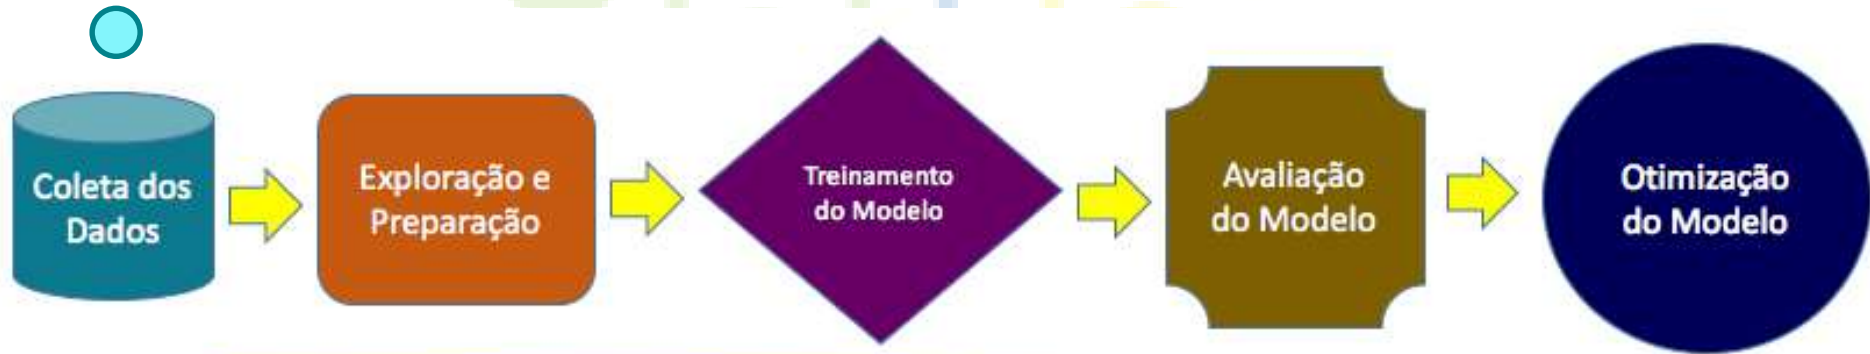 Coleta dos
Dados
Exploração e
Preparação
Treinamento
do Modelo
Avaliação
do Modelo
Otimização
do Modelo